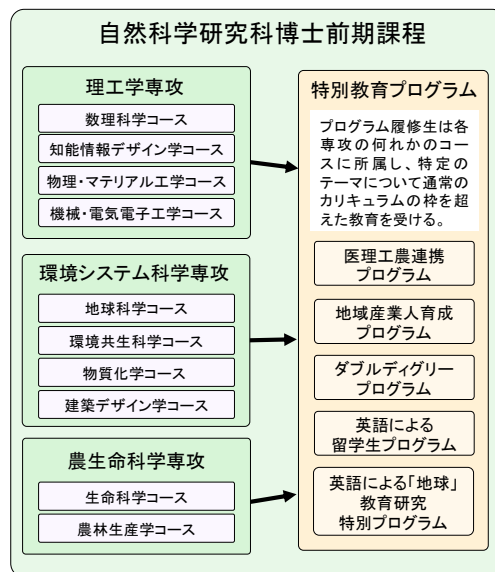 自然科学研究科博士前期課程
理工学専攻
数理科学コース
知能情報デザイン学コース
物理・マテリアル工学コース
機械・電気電子工学コース
環境システム科学専攻
地球科学コース
環境共生科学コース
物質化学コース
建築デザイン学コース
農生命科学専攻
生命科学コース
農林生産学コース
特別教育プログラム
プログラム履修生は各
専攻の何れかのコー
スに所属し、特定の
テーマについて通常の
カリキュラムの枠を超
えた教育を受ける。
医理工農連携
プログラム
地域産業人育成
プログラム
ダブルディグリー
プログラム
英語による
留学生プログラム
英語による「地球」
教育研究
特別プログラム